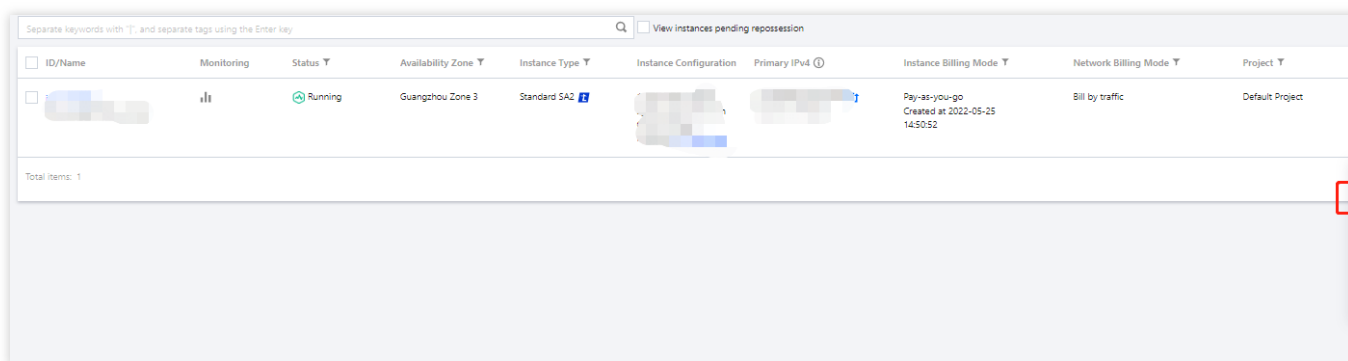 Separate keywords with "|", and separate tags using the Enter key
View instances pending repossession
ID/Name Monitoring Status Availability Zone Instance Type Instance Configuration Primary IPv4 Instance Billing Mode Network Billing Mode Project
Running Guangzhou Zone 3 Standard SA2 Pay-as-you-go Bill by traffic Default Project
Created at 2022-05-25
14:50:52
Total items: 1